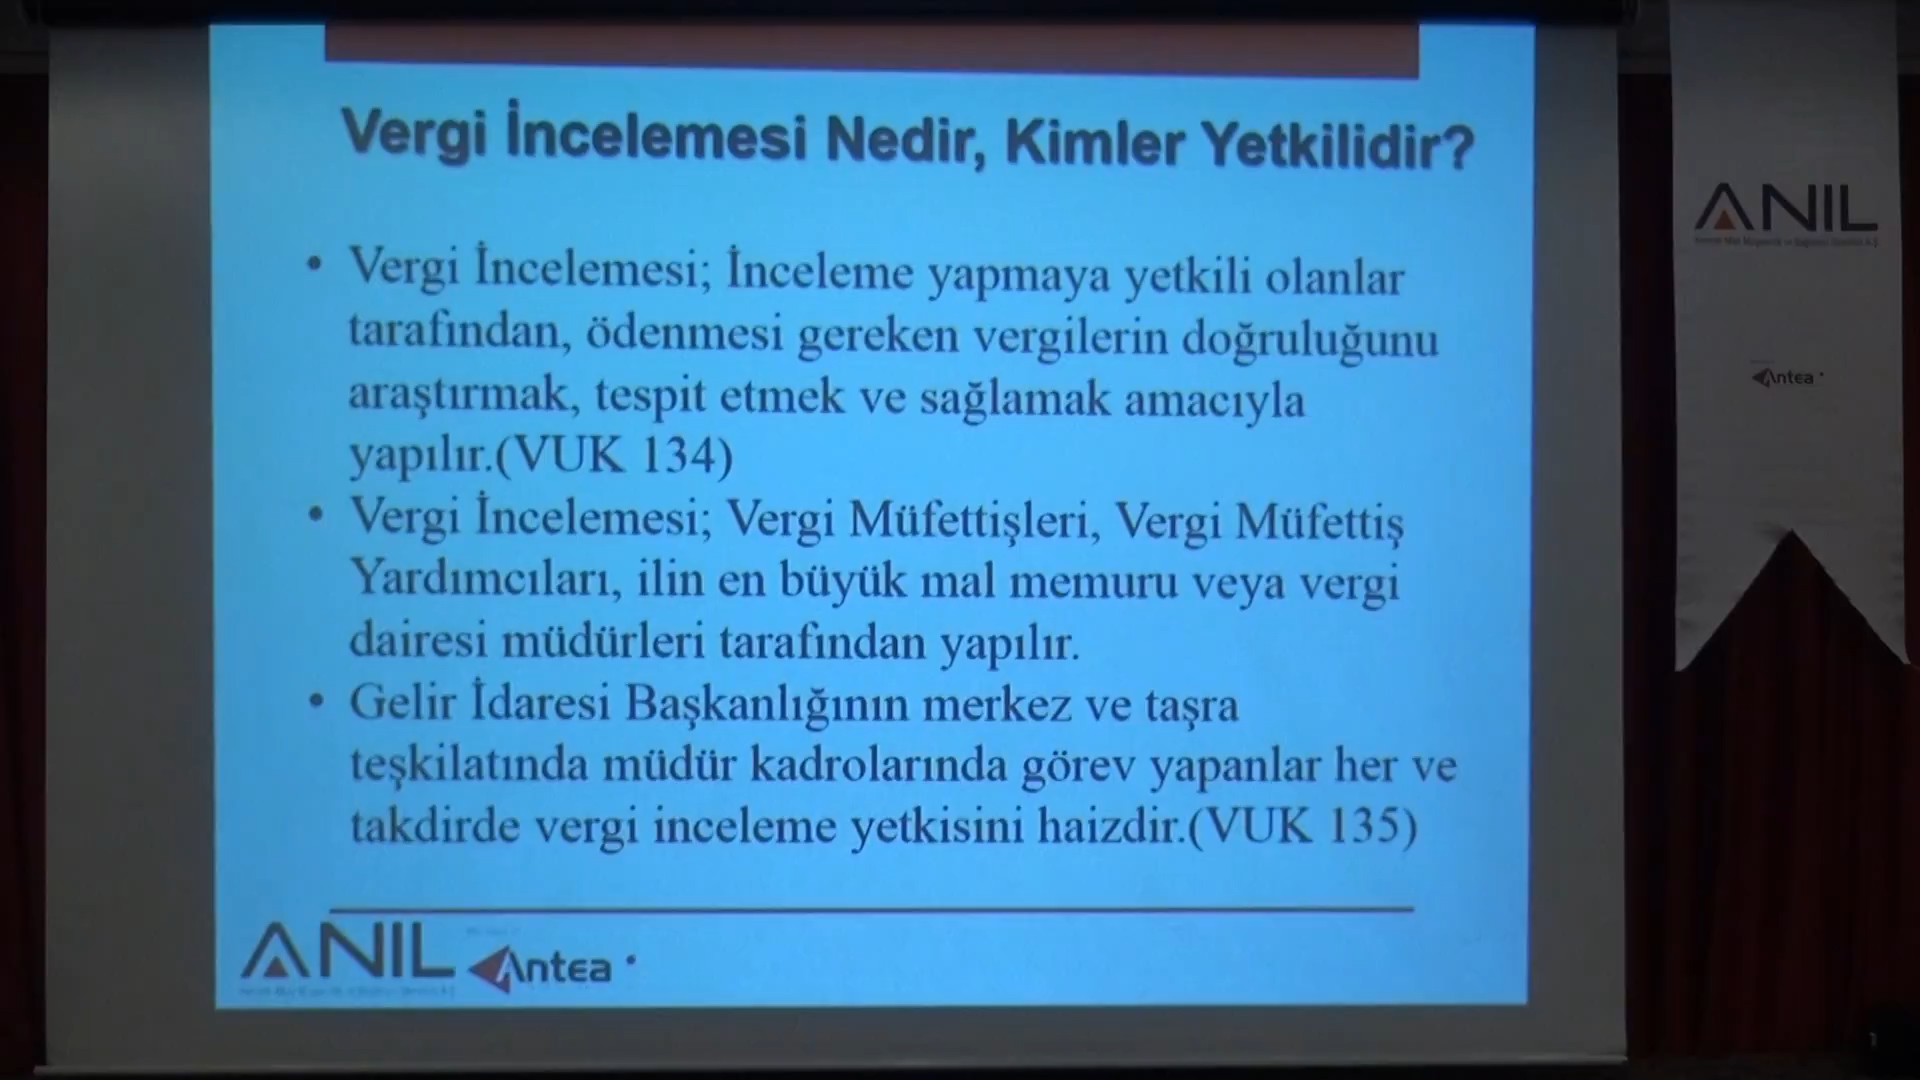 Vergi İncelemesi Nedir, Kimler Yetkilidir?
• Vergi İncelemesi; İnceleme yapmaya yetkili olanlar
tarafından, ödenmesi gereken vergilerin doğruluğunu
araştırmak, tespit etmek ve sağlamak amacıyla
yapılır.(VUK 134)
• Vergi İncelemesi; Vergi Müfettişleri, Vergi Müfettiş
Yardımcıları, ilin en büyük mal memuru veya vergi
dairesi müdürleri tarafından yapılır.
• Gelir İdaresi Başkanlığının merkez ve taşra
teşkilatında müdür kadrolarında görev yapanlar her ve
takdirde vergi inceleme yetkisini haizdir.(VUK 135)
ANIL
Antea
ANIL
Antea